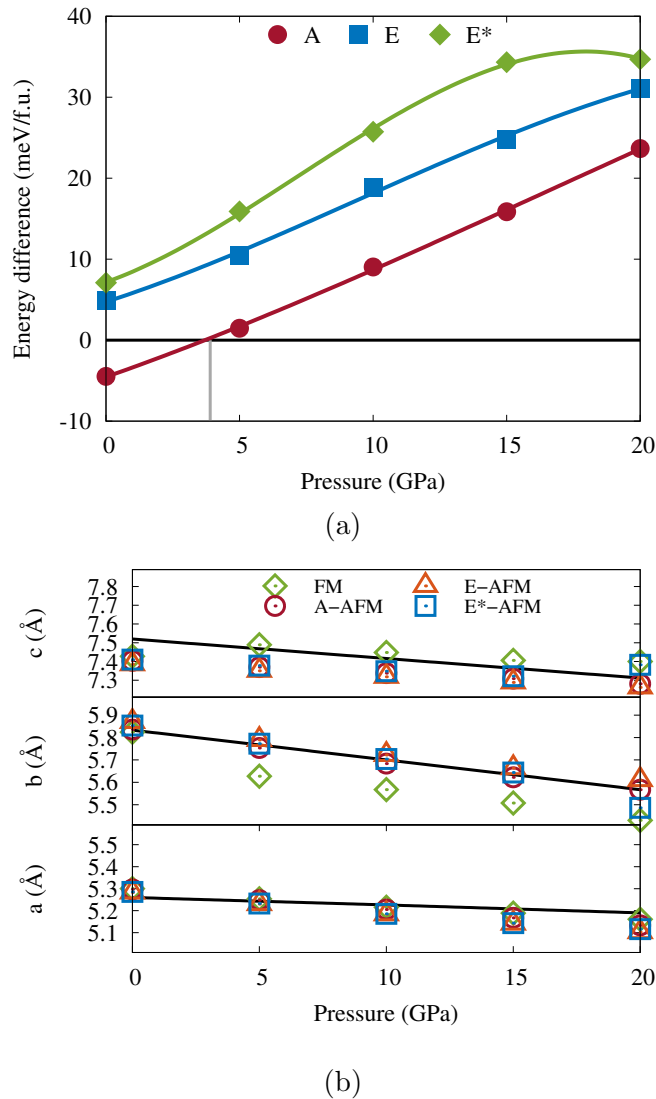 A E E*
Energy difference (meV/f.u.)
40
30
20
10
0
-10
0 5 10 15 20
Pressure (GPa)
(a)
FM E−AFM
A−AFM E*−AFM
c (Å)
7.8
7.7
7.6
7.5
7.4
7.3
b (Å)
5.9
5.8
5.7
5.6
5.5
a (Å)
5.5
5.4
5.3
5.2
5.1
0 5 10 15 20
Pressure (GPa)
(b)